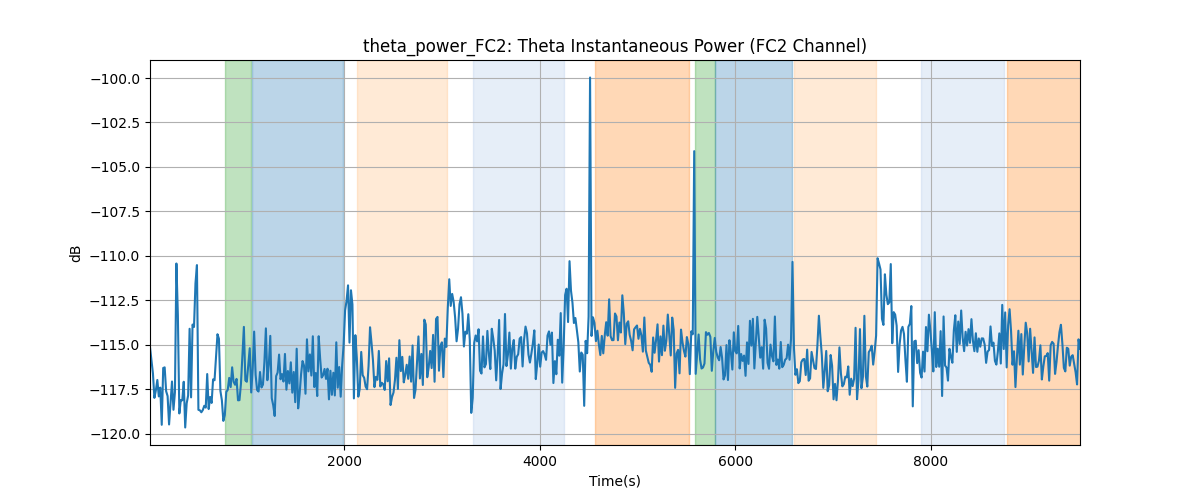 theta_power_FC2: Theta Instantaneous Power (FC2 Channel)
−100.0
−102.5
−105.0
−107.5
−110.0
−112.5
−115.0
−117.5
−120.0
dB
2000 4000 6000 8000
Time(s)